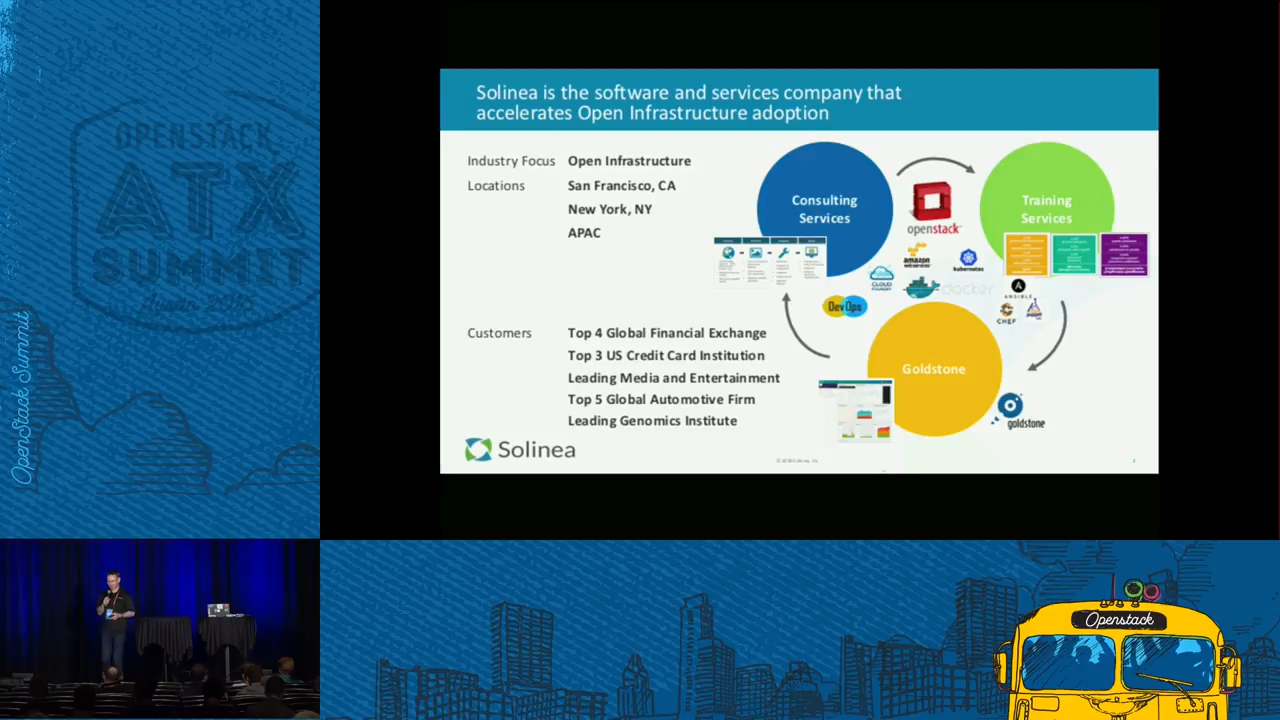 OPENSTACK
ATX
OpenStack Summit
Solinea is the software and services company that
accelerates Open Infrastructure adoption
Industry Focus Open Infrastructure
Locations San Francisco, CA
New York, NY
APAC
Customers Top 4 Global Financial Exchange
Top 3 US Credit Card Institution
Leading Media and Entertainment
Top 5 Global Automotive Firm
Leading Genomics Institute
Solinea
Consulting
Services
Training
Services
openstack
amazon
webservices
kubernetes
CLOUD
FOUNDRY
docker
DevOps
ANSIBLE
CHEF
Goldstone
goldstone
2
Openstack